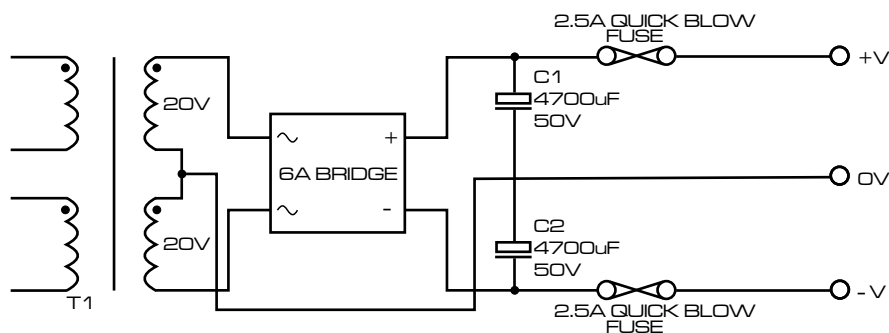 2.5A QUICK BLOW
FUSE
+V
C1
4700uF
50V
20V
~ +
6A BRIDGE
0V
~ -
20V
C2
4700uF
50V
-V
T1
2.5A QUICK BLOW
FUSE